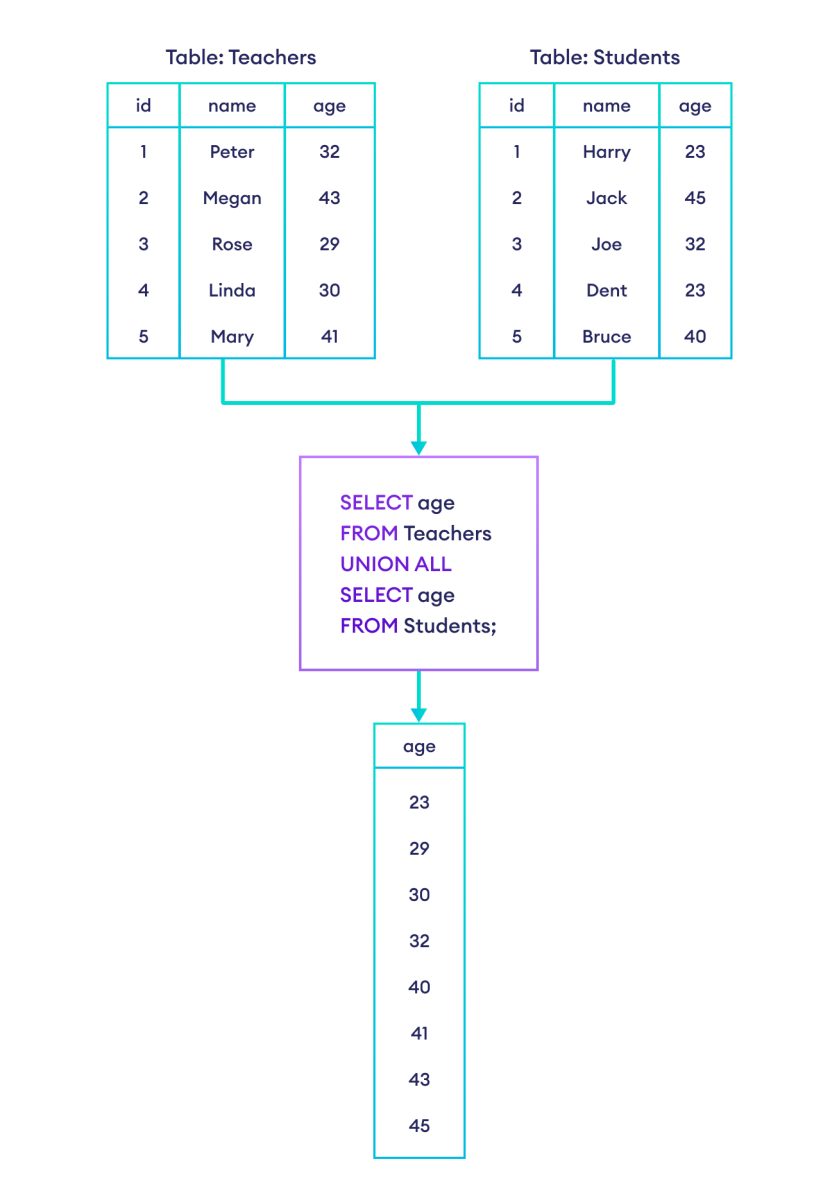 Table: Teachers
id name age
1 Peter 32
2 Megan 43
3 Rose 29
4 Linda 30
5 Mary 41
Table: Students
id name age
1 Harry 23
2 Jack 45
3 Joe 32
4 Dent 23
5 Bruce 40
SELECT age
FROM Teachers
UNION ALL
SELECT age
FROM Students;
age
23
29
30
32
40
41
43
45